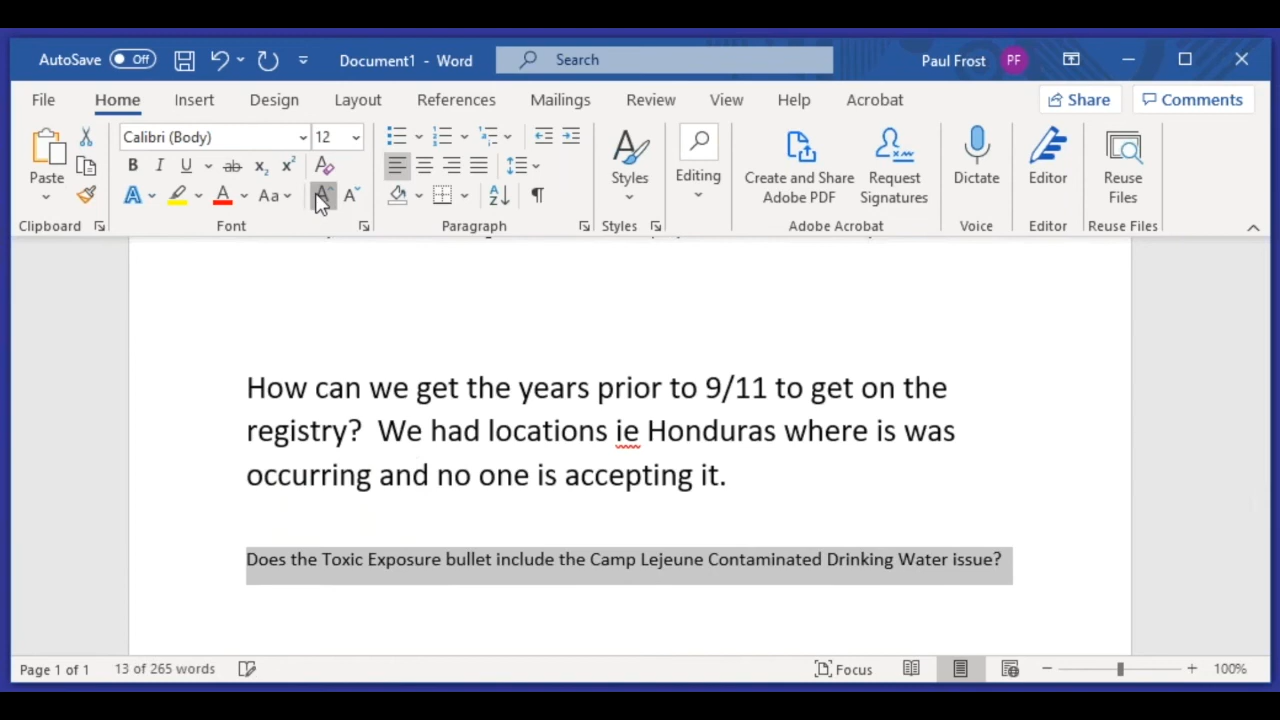 AutoSave Off Document1 - Word Search Paul Frost PF
File Home Insert Design Layout References Mailings Review View Help Acrobat Share Comments
Calibri (Body) 12
Paste Styles Editing Create and Share Adobe PDF Request Signatures Dictate Editor Reuse Files
Clipboard Font Paragraph Styles Adobe Acrobat Voice Editor Reuse Files
How can we get the years prior to 9/11 to get on the
registry?  We had locations ie Honduras where is was
occurring and no one is accepting it.
Does the Toxic Exposure bullet include the Camp Lejeune Contaminated Drinking Water issue?
Page 1 of 1 13 of 265 words Focus 100%